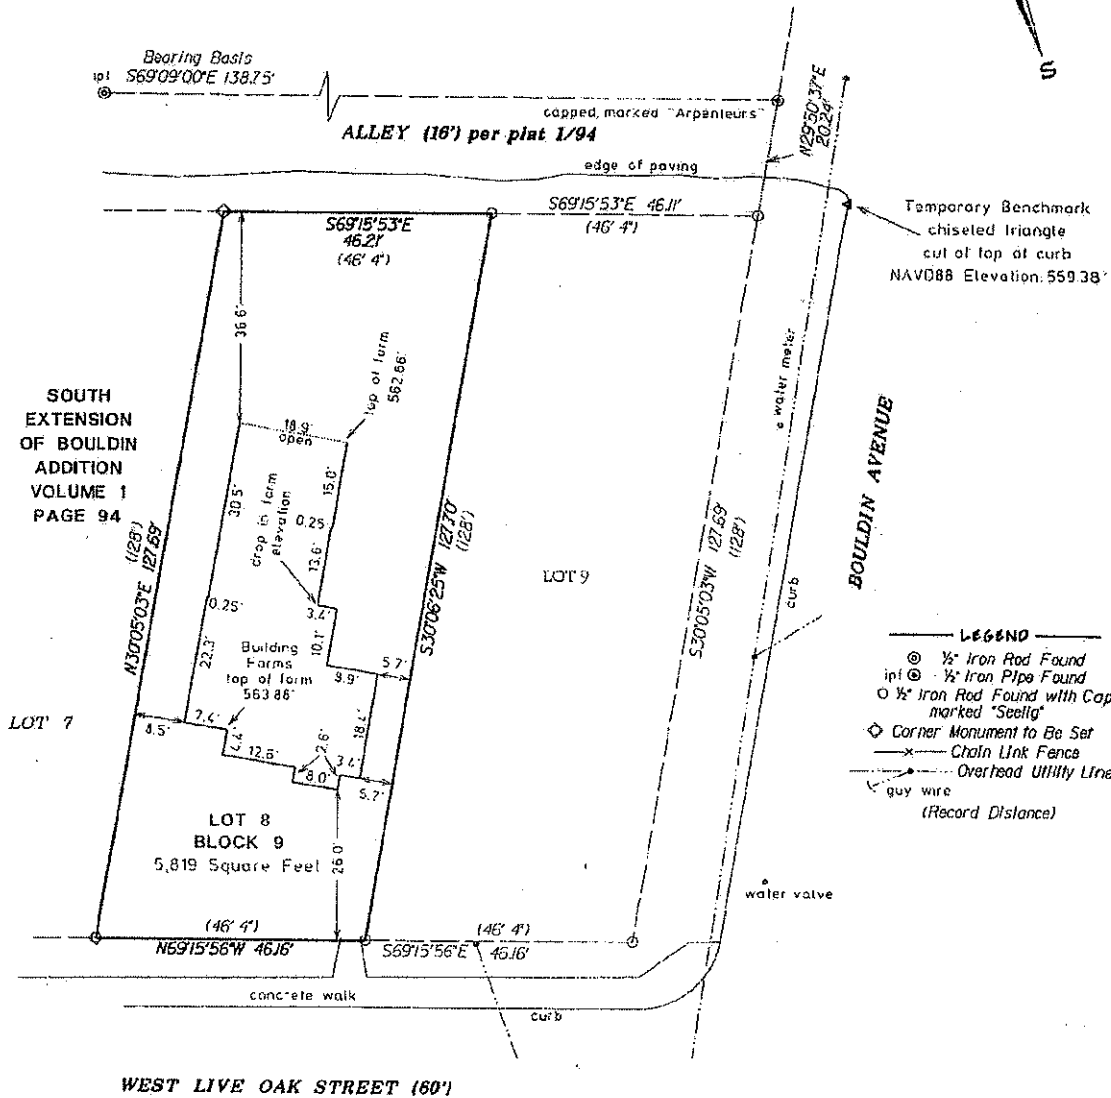 S
Bearing Basis
ipf S69°09'00"E 138.75'
capped, marked "Arpenteurs"
ALLEY (16') per plat 1/94
N29°50'37"E
20.24'
edge of paving
S69°15'53"E
46.21'
(46' 4")
S69°15'53"E 46.11'
(46' 4")
Temporary Benchmark
chiseled triangle
cut of top of curb
NAVD88 Elevation: 559.38'
36.6'
top of form
562.66'
18.9'
open
water meter
SOUTH
EXTENSION
OF BOULDIN
ADDITION
VOLUME 1
PAGE 94
30.5'
15.0'
0.25'
drop in form
elevation
13.6'
N30°05'03"E 127.69'
(128')
S30°06'25"W 127.70'
(128')
LOT 9
S30°05'03"W 127.69'
(128')
BOULDIN AVENUE
curb
0.25'
3.4'
10.1'
22.3'
Building
Forms
top of form
563.88'
9.9'
5.7'
LOT 7
8.5'
7.4'
4.4'
12.6'
2.6'
8.0'
3.4'
18.4'
5.7'
LOT 8
BLOCK 9
5,819 Square Feet
26.0'
LEGEND
½" Iron Rod Found
ipf ½" Iron Pipe Found
½" Iron Rod Found with Cap
marked "Seelig"
Corner Monument to Be Set
Chain Link Fence
Overhead Utility Line
guy wire
(Record Distance)
water valve
(46' 4")
N69°15'56"W 46.16'
(46' 4")
S69°15'56"E 46.16'
concrete walk
curb
WEST LIVE OAK STREET (60')